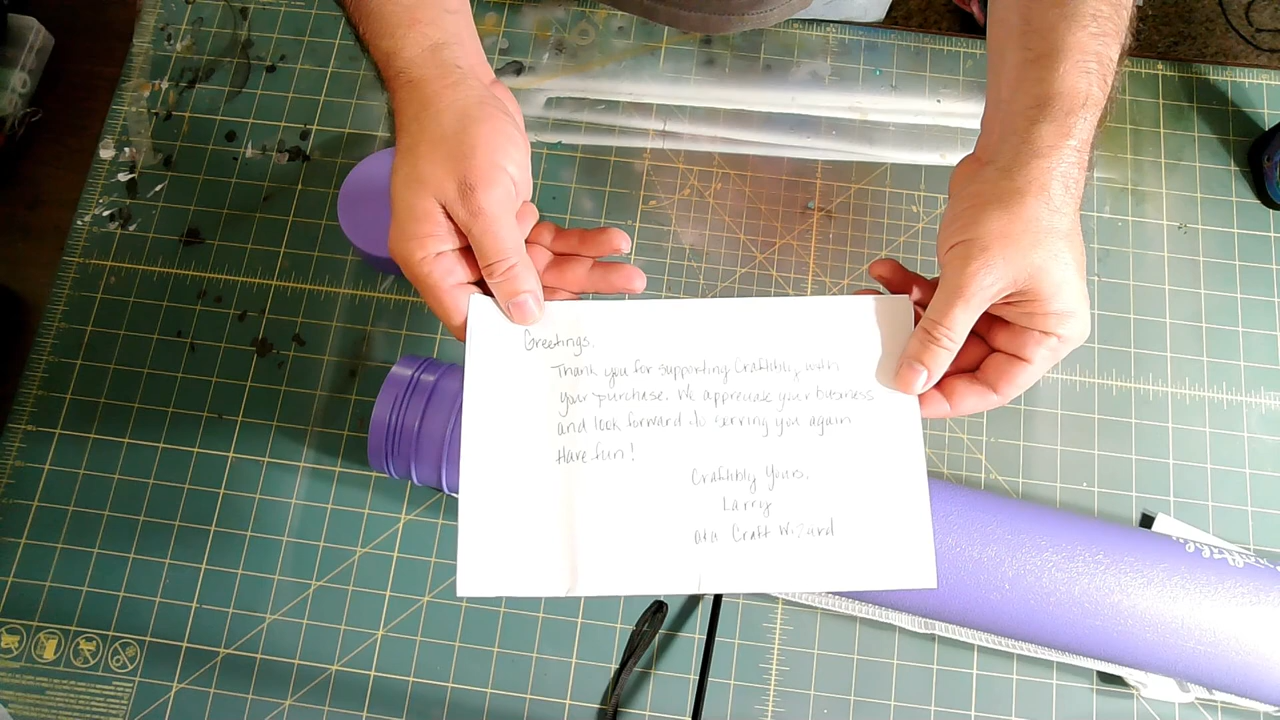 Greetings,
Thank you for supporting Craftibly with
your purchase. We appreciate your business
and look forward to serving you again
Have fun!
Craftibly Yours,
Larry
aka Craft Wizard